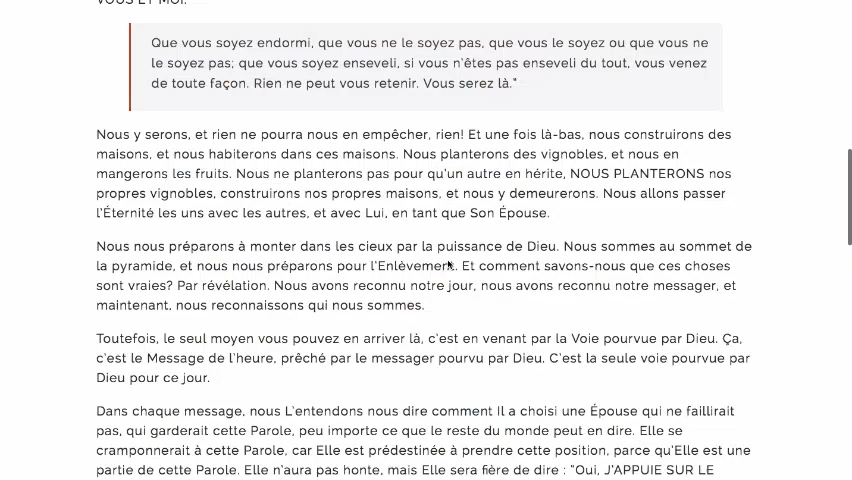 VOUS ET MOI.
Que vous soyez endormi, que vous ne le soyez pas, que vous le soyez ou que vous ne
le soyez pas; que vous soyez enseveli, si vous n'êtes pas enseveli du tout, vous venez
de toute façon. Rien ne peut vous retenir. Vous serez là."
Nous y serons, et rien ne pourra nous en empêcher, rien! Et une fois là-bas, nous construirons des
maisons, et nous habiterons dans ces maisons. Nous planterons des vignobles, et nous en
mangerons les fruits. Nous ne planterons pas pour qu'un autre en hérite, NOUS PLANTERONS nos
propres vignobles, construirons nos propres maisons, et nous y demeurerons. Nous allons passer
l'Éternité les uns avec les autres, et avec Lui, en tant que Son Épouse.
Nous nous préparons à monter dans les cieux par la puissance de Dieu. Nous sommes au sommet de
la pyramide, et nous nous préparons pour l'Enlèvement. Et comment savons-nous que ces choses
sont vraies? Par révélation. Nous avons reconnu notre jour, nous avons reconnu notre messager, et
maintenant, nous reconnaissons qui nous sommes.
Toutefois, le seul moyen vous pouvez en arriver là, c'est en venant par la Voie pourvue par Dieu. Ça,
c'est le Message de l'heure, prêché par le messager pourvu par Dieu. C'est la seule voie pourvue par
Dieu pour ce jour.
Dans chaque message, nous L'entendons nous dire comment Il a choisi une Épouse qui ne faillirait
pas, qui garderait cette Parole, peu importe ce que le reste du monde peut en dire. Elle se
cramponnerait à cette Parole, car Elle est prédestinée à prendre cette position, parce qu'Elle est une
partie de cette Parole. Elle n'aura pas honte, mais Elle sera fière de dire : "Oui, J'APPUIE SUR LE